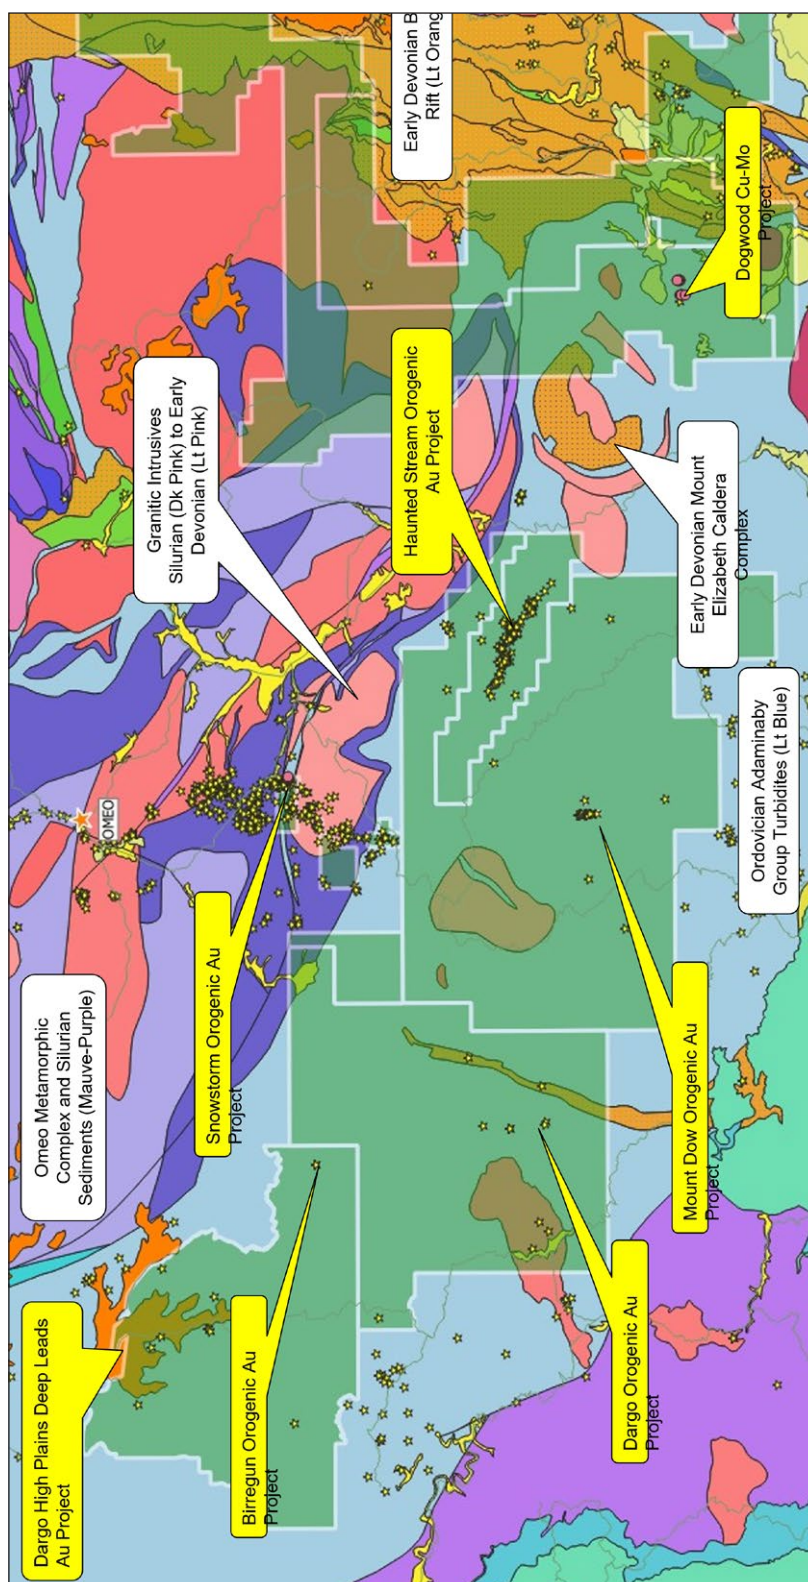 Dargo High Plains Deep Leads
Au Project
Omeo Metamorphic
Complex and Silurian
Sediments (Mauve-Purple)
OMEO
Granitic Intrusives
Silurian (Dk Pink) to Early
Devonian (Lt Pink)
Early Devonian B
Rift (Lt Orang
Birregun Orogenic Au
Project
Snowstorm Orogenic Au
Project
Haunted Stream Orogenic
Au Project
Dargo Orogenic Au
Project
Mount Dow Orogenic Au
Project
Ordovician Adaminaby
Group Turbidites (Lt Blue)
Early Devonian Mount
Elizabeth Caldera
Complex
Dogwood Cu-Mo
Project